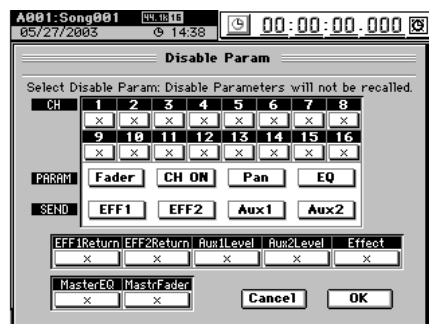 A001:Song001 44.1k 16 00:00:00.000
05/27/2003 14:38
Disable Param
Select Disable Param: Disable Parameters will not be recalled.
CH 1 2 3 4 5 6 7 8
× × × × × × × ×
9 10 11 12 13 14 15 16
× × × × × × × ×
PARAM Fader CH ON Pan EQ
SEND EFF1 EFF2 Aux1 Aux2
EFF1Return EFF2Return Aux1Level Aux2Level Effect
× × × × ×
MasterEQ MastrFader
× × Cancel OK